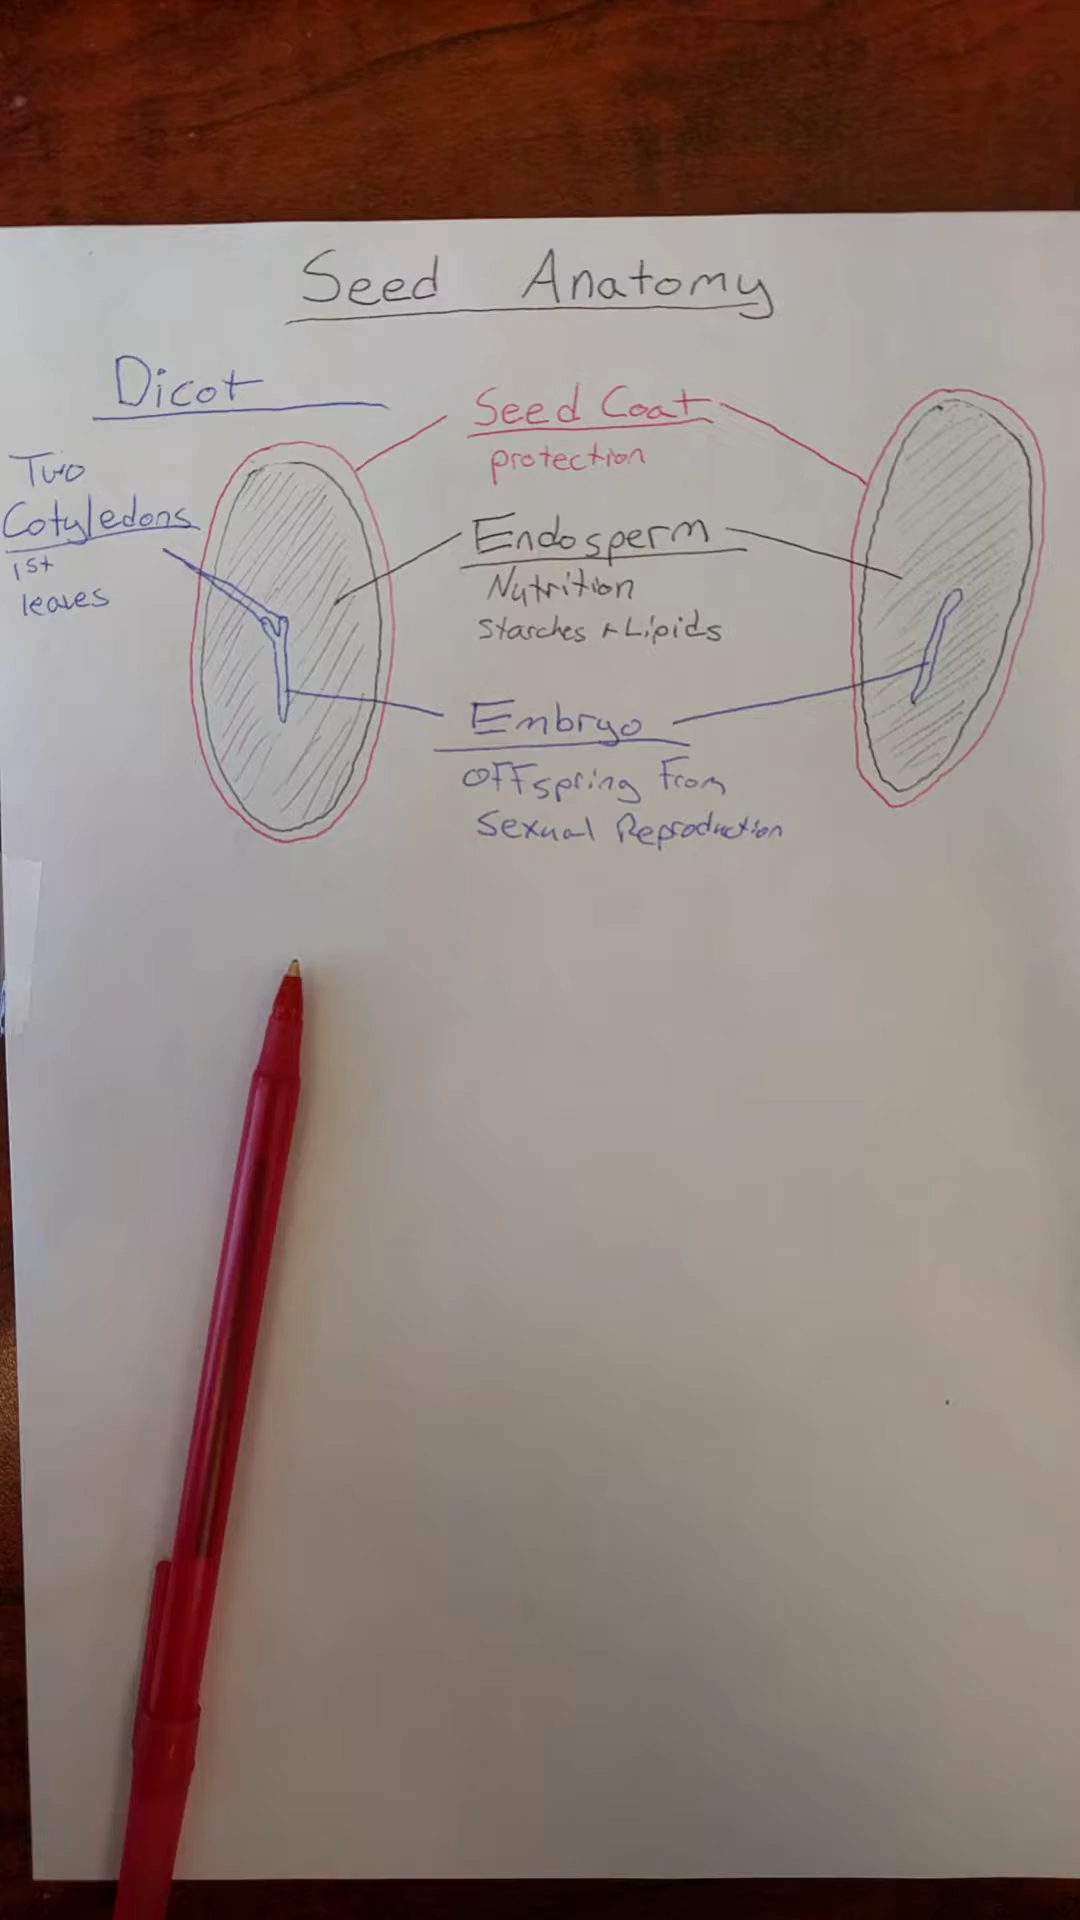 Seed Anatomy
Dicot
Two
Cotyledons
1st
leaves
Seed Coat
protection
Endosperm
Nutrition
Starches + Lipids
Embryo
Offspring From
Sexual Reproduction